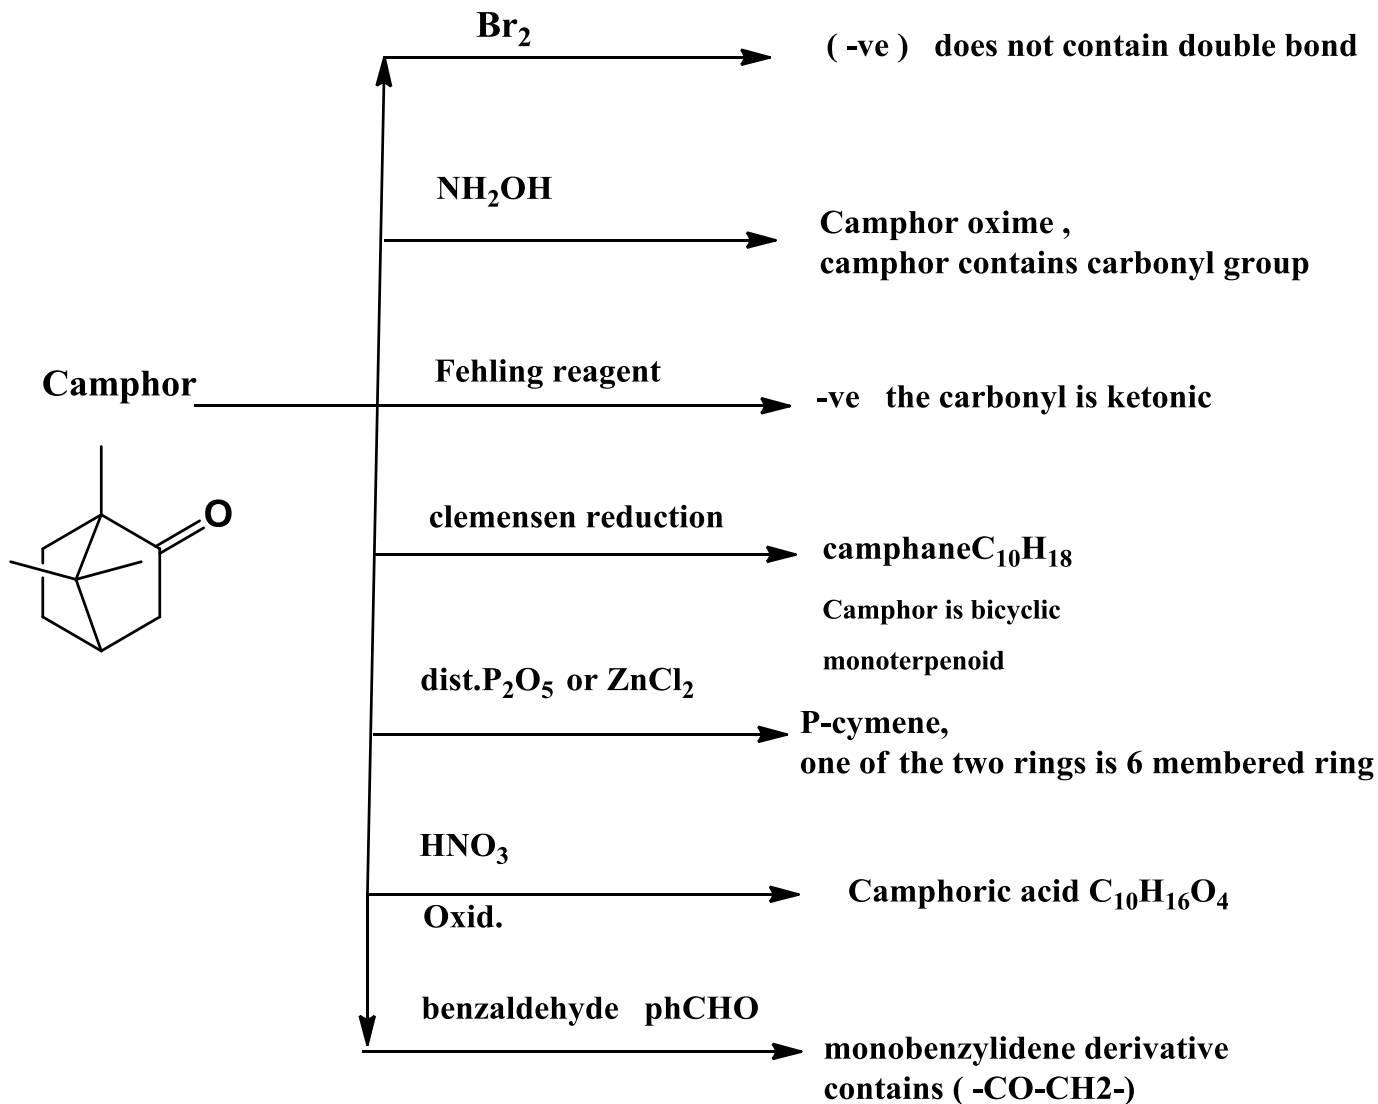 Br₂
( -ve ) does not contain double bond
NH₂OH
Camphor oxime ,
camphor contains carbonyl group
Camphor
Fehling reagent
-ve the carbonyl is ketonic
O
clemensen reduction
camphaneC₁₀H₁₈
Camphor is bicyclic
monoterpenoid
dist.P₂O₅ or ZnCl₂
P-cymene,
one of the two rings is 6 membered ring
HNO₃
Oxid.
Camphoric acid C₁₀H₁₆O₄
benzaldehyde phCHO
monobenzylidene derivative
contains ( -CO-CH2-)